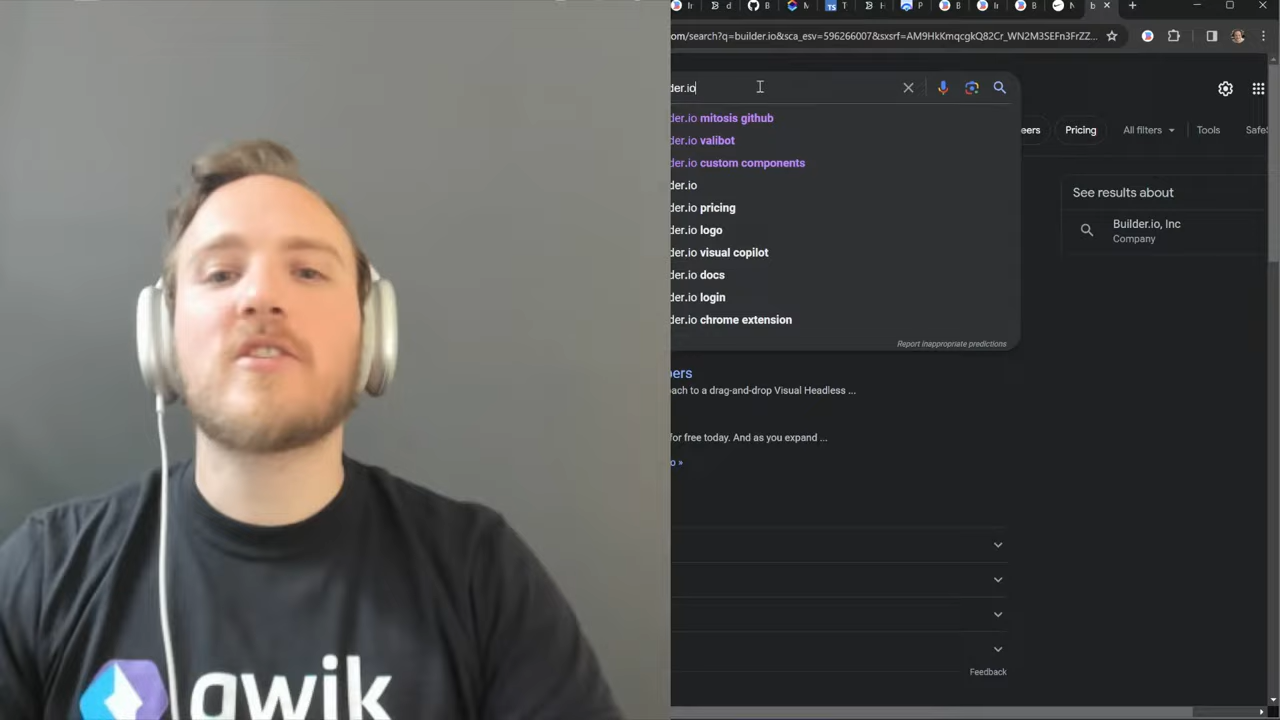 b
com/search?q=builder.io&sca_esv=596266007&sxsrf=AM9HkKmqcgkQ82Cr_WN2M3SEFn3FrZZ...
der.io
der.io mitosis github
der.io valibot
der.io custom components
der.io
der.io pricing
der.io logo
der.io visual copilot
der.io docs
der.io login
der.io chrome extension
Report inappropriate predictions
eers
Pricing
All filters
Tools
Safe
See results about
Builder.io, Inc
Company
pers
ach to a drag-and-drop Visual Headless ...
for free today. And as you expand ...
o »
Feedback
qwik